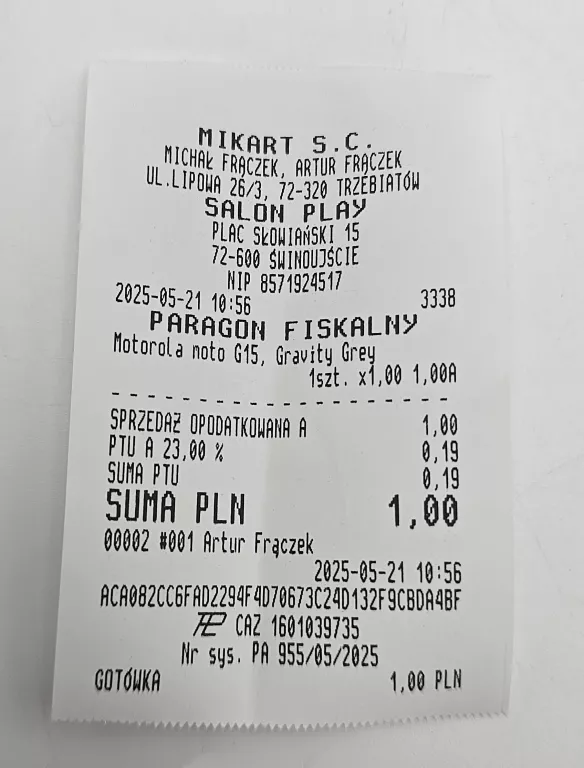 MIKART S.C.
MICHAŁ FRĄCZEK, ARTUR FRĄCZEK
UL.LIPOWA 26/3, 72-320 TRZEBIATÓW
SALON PLAY
PLAC SŁOWIAŃSKI 15
72-600 ŚWINOUJŚCIE
NIP 8571924517
2025-05-21 10:56 3338
PARAGON FISKALNY
Motorola moto G15, Gravity Grey
1szt. x1,00 1,00A
SPRZEDAŻ OPODATKOWANA A 1,00
PTU A 23,00 % 0,19
SUMA PTU 0,19
SUMA PLN 1,00
00002 #001 Artur Frączek
2025-05-21 10:56
ACA082CC6FAD2294F4D70673C24D132F9CBDA4BF
CAZ 1601039735
Nr sys. PA 955/05/2025
GOTÓWKA 1,00 PLN